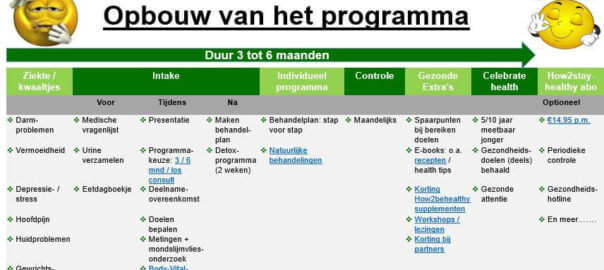 Opbouw van het programma
Duur 3 tot 6 maanden
Ziekte / kwaaltjes
Intake
Individueel programma
Controle
Gezonde Extra's
Celebrate health
How2stay-healthy abo
Voor
Tijdens
Na
Optioneel
Darm-
problemen
Vermoeidheid
Depressie- /
stress
Hoofdpijn
Huidproblemen
Gewrichts-
Medische
vragenlijst
Urine
verzamelen
Eetdagboekje
Presentatie
Programma-
keuze: 3 / 6
mnd / los
consult
Deelname-
overeenkomst
Doelen
bepalen
Metingen +
mondslijmvlies-
onderzoek
Body-Vital-
Maken
behandel-
plan
Detox-
programma
(2 weken)
Behandelplan: stap
voor stap
Natuurlijke
behandelingen
Maandelijks
Spaarpunten
bij bereiken
doelen
E-books: o.a.
recepten /
health tips
Korting
How2behealthy
supplementen
Workshops /
lezingen
Korting bij
partners
5/10 jaar
meetbaar
jonger
Gezondheids-
doelen (deels)
behaald
Gezonde
attentie
€14,95 p.m.
Periodieke
controle
Gezondheids-
hotline
En meer…….